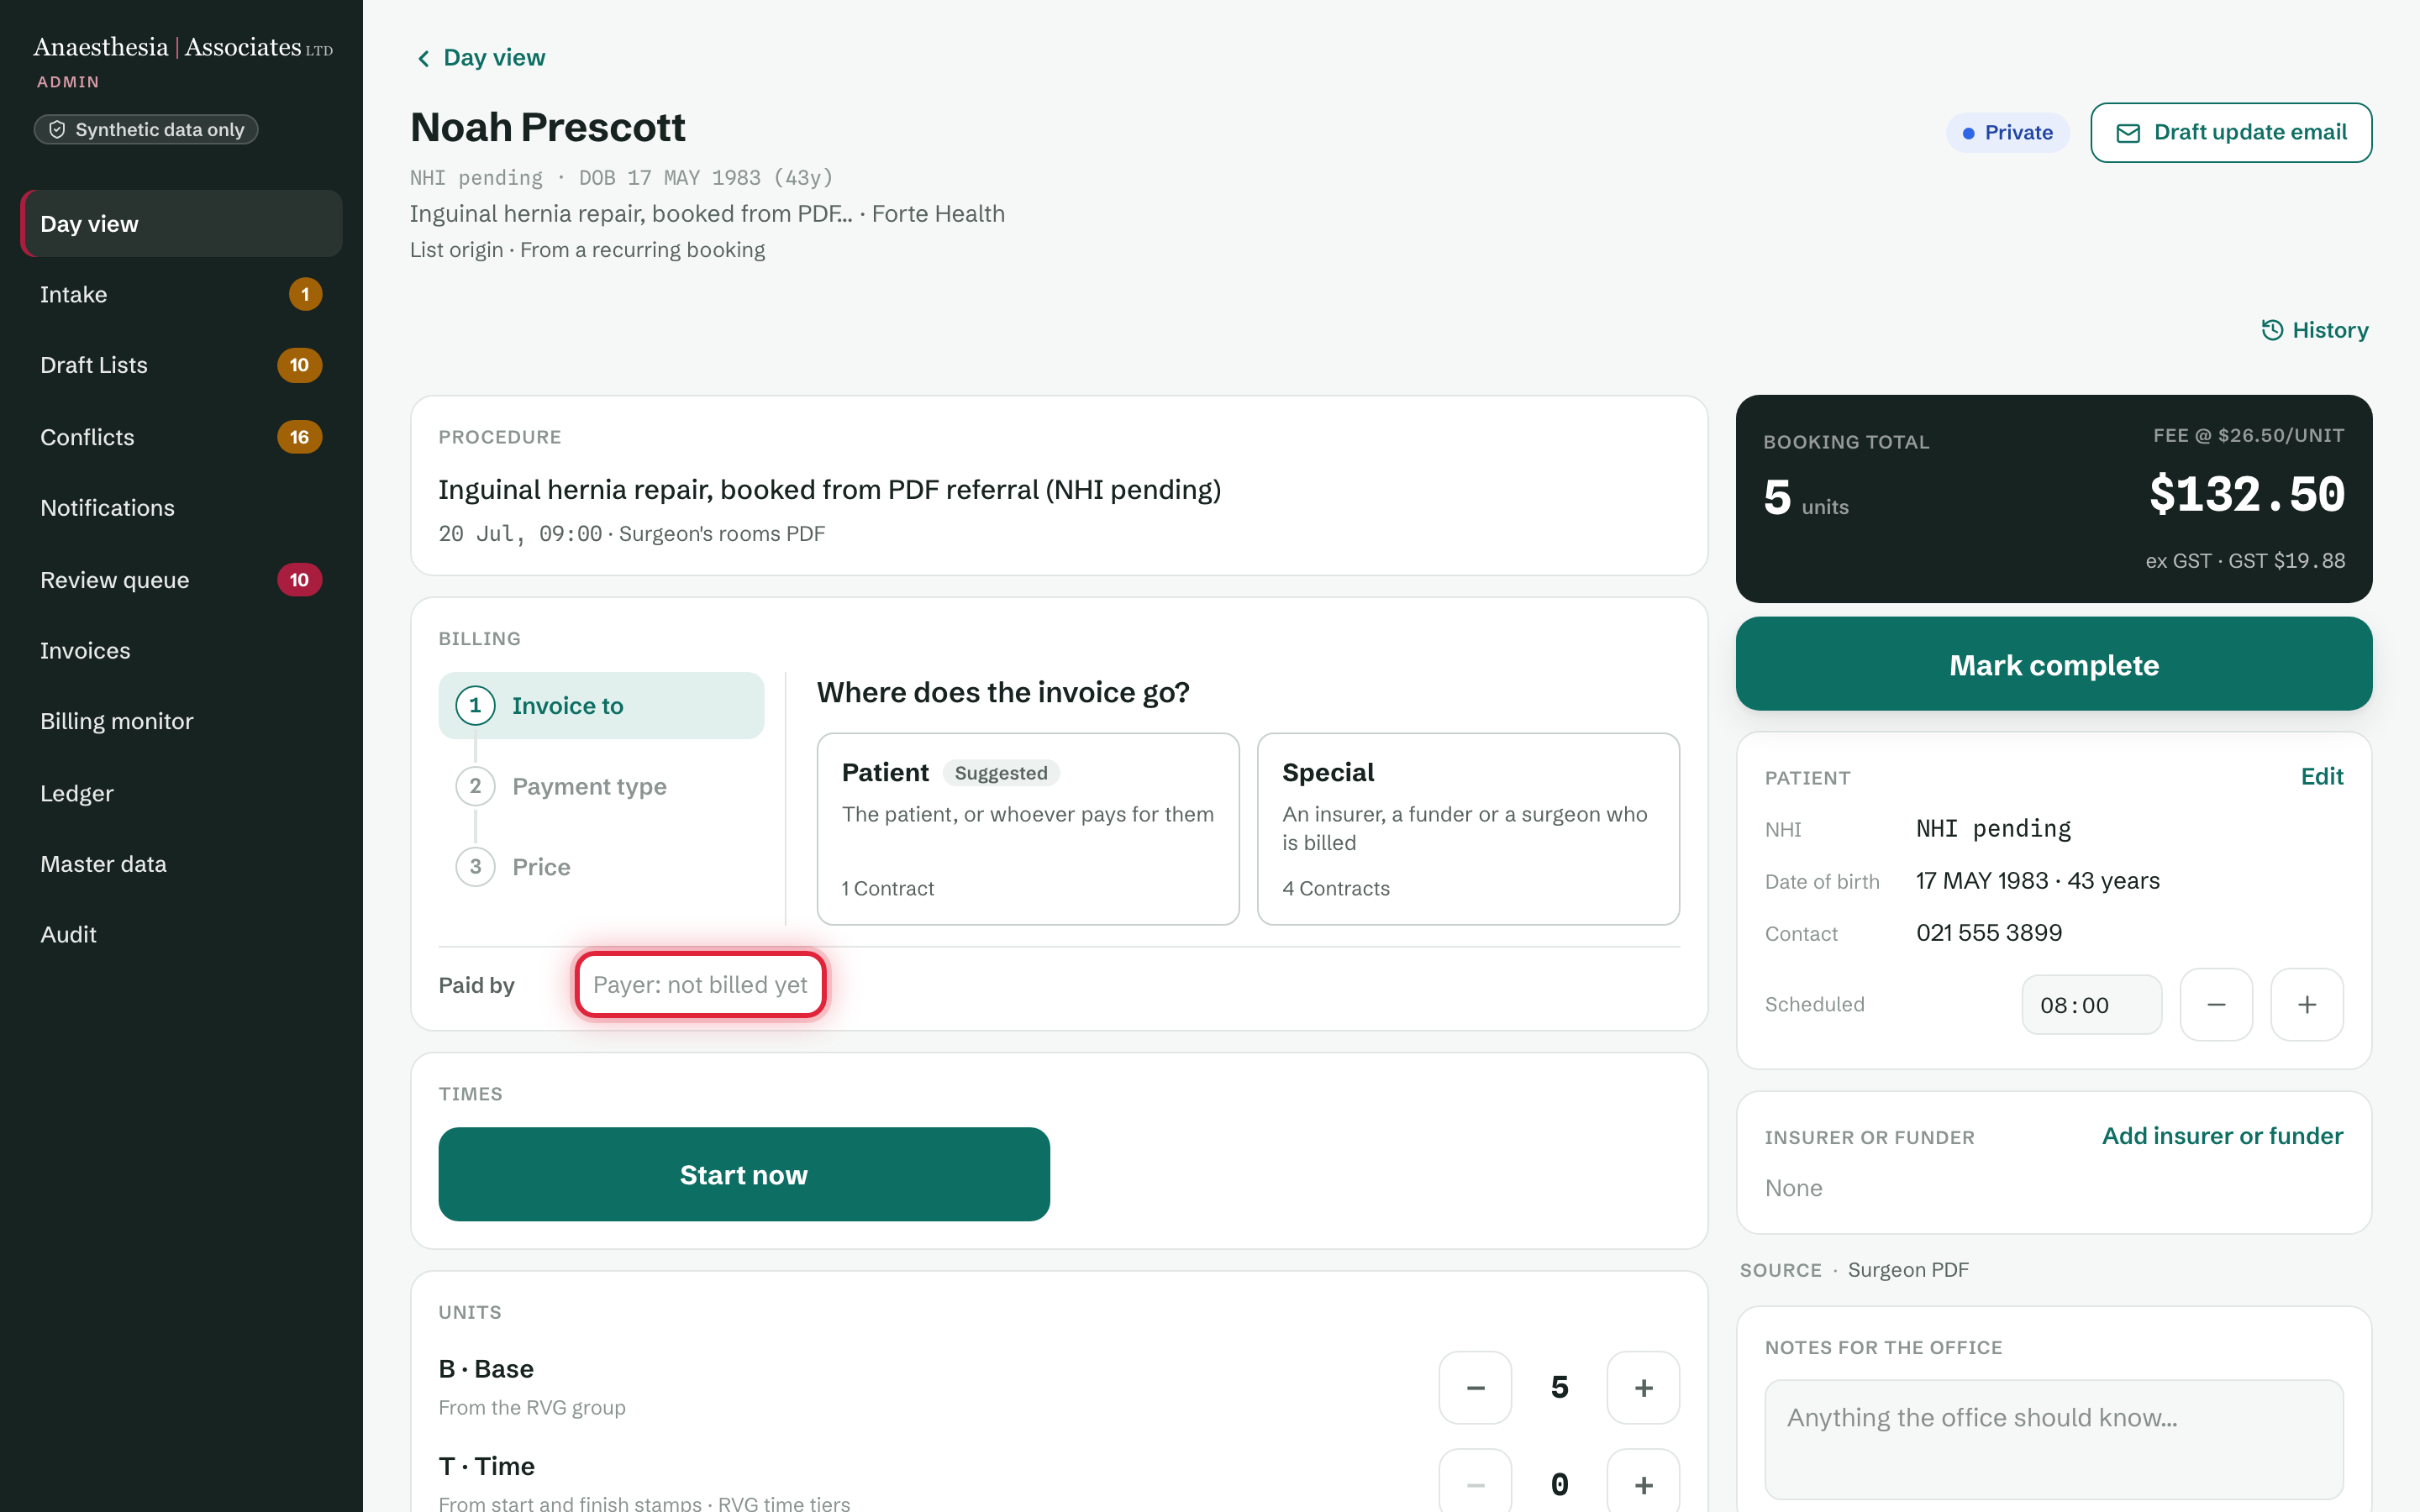 Anaesthesia | Associates LTD
ADMIN
Synthetic data only
Day view
Intake 1
Draft Lists 10
Conflicts 16
Notifications
Review queue 10
Invoices
Billing monitor
Ledger
Master data
Audit
Day view
Noah Prescott
NHI pending · DOB 17 MAY 1983 (43y)
Inguinal hernia repair, booked from PDF... · Forte Health
List origin · From a recurring booking
Private
Draft update email
History
PROCEDURE
Inguinal hernia repair, booked from PDF referral (NHI pending)
20 Jul, 09:00 · Surgeon's rooms PDF
BILLING
1 Invoice to
2 Payment type
3 Price
Where does the invoice go?
Patient Suggested
The patient, or whoever pays for them
1 Contract
Special
An insurer, a funder or a surgeon who
is billed
4 Contracts
Paid by Payer: not billed yet
TIMES
Start now
UNITS
B · Base
From the RVG group
− 5 +
T · Time
From start and finish stamps · RVG time tiers
− 0 +
BOOKING TOTAL
5 units
FEE @ $26.50/UNIT
$132.50
ex GST · GST $19.88
Mark complete
PATIENT Edit
NHI NHI pending
Date of birth 17 MAY 1983 · 43 years
Contact 021 555 3899
Scheduled 08:00 − +
INSURER OR FUNDER Add insurer or funder
None
SOURCE · Surgeon PDF
NOTES FOR THE OFFICE
Anything the office should know...